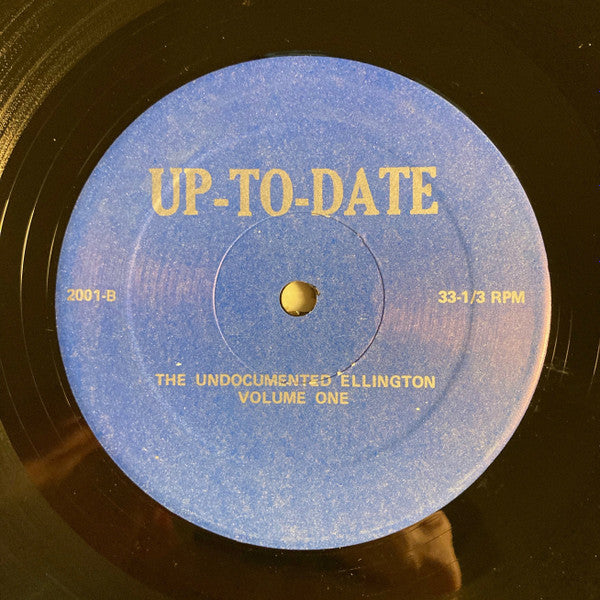 UP-TO-DATE
2001-B
33-1/3 RPM
THE UNDOCUMENTED ELLINGTON
VOLUME ONE